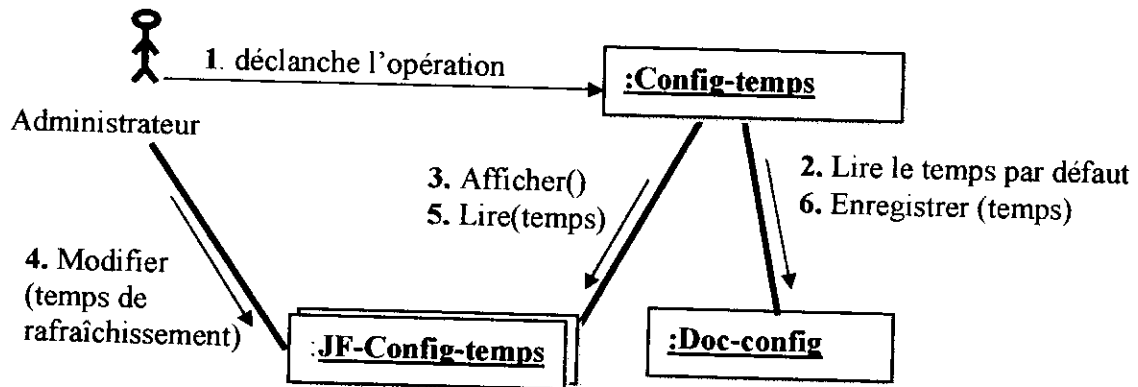 1. déclanche l'opération
:Config-temps
Administrateur
3. Afficher()
5. Lire(temps)
2. Lire le temps par défaut
6. Enregistrer (temps)
4. Modifier
(temps de
rafraîchissement)
:JF-Config-temps
:Doc-config